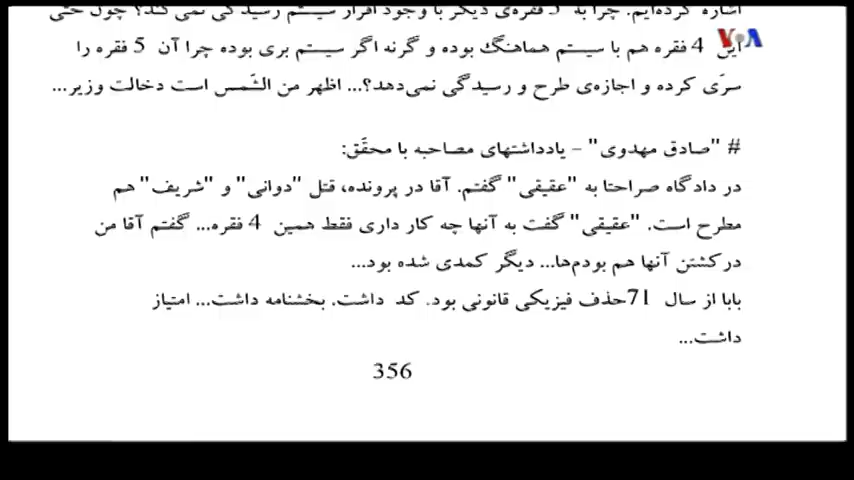 اشاره کرده‌ایم. چرا به 5 فقره‌ی دیگر با وجود اقرار سیستم رسیدگی نمی‌کند؟ چون حتی
این 4 فقره هم با سیستم هماهنگ بوده و گرنه اگر سیستم بری بوده چرا آن 5 فقره را
سرّی کرده و اجازه‌ی طرح و رسیدگی نمی‌دهد؟... اظهر من الشّمس است دخالت وزیر...
VOA
# "صادق مهدوی" – یادداشتهای مصاحبه با محقّق:
در دادگاه صراحتا به "عقیقی" گفتم. آقا در پرونده، قتل "دوانی" و "شریف" هم
مطرح است. "عقیقی" گفت به آنها چه کار داری فقط همین 4 فقره... گفتم آقا من
درکشتن آنها هم بودم‌ها... دیگر کمدی شده بود...
بابا از سال 71حذف فیزیکی قانونی بود. کد داشت. بخشنامه داشت... امتیاز
داشت...
356